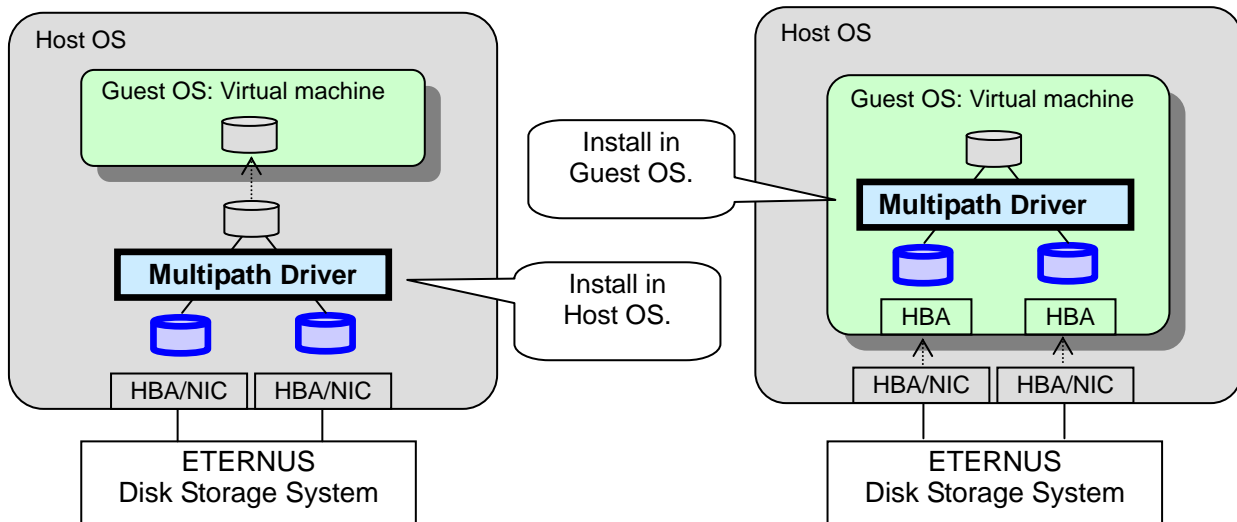 Host OS
Guest OS: Virtual machine
Multipath Driver
HBA/NIC
HBA/NIC
ETERNUS
Disk Storage System
Install in
Guest OS.
Install in
Host OS.
Host OS
Guest OS: Virtual machine
Multipath Driver
HBA
HBA
HBA/NIC
HBA/NIC
ETERNUS
Disk Storage System